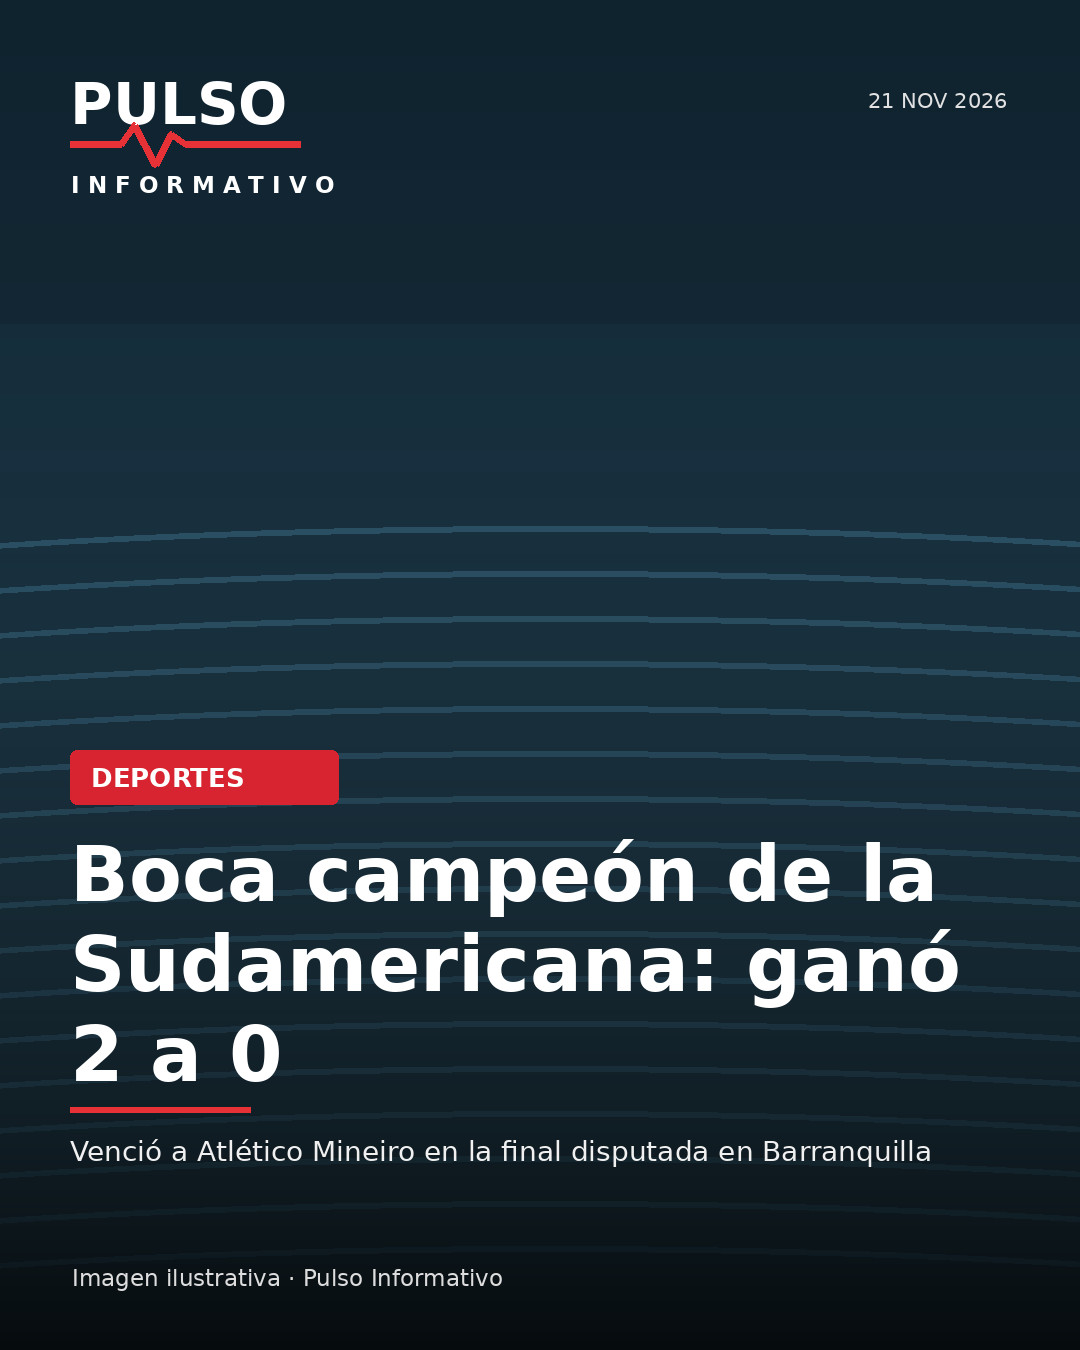 PULSO
INFORMATIVO
21 NOV 2026
DEPORTES
Boca campeón de la
Sudamericana: ganó
2 a 0
Venció a Atlético Mineiro en la final disputada en Barranquilla
Imagen ilustrativa · Pulso Informativo